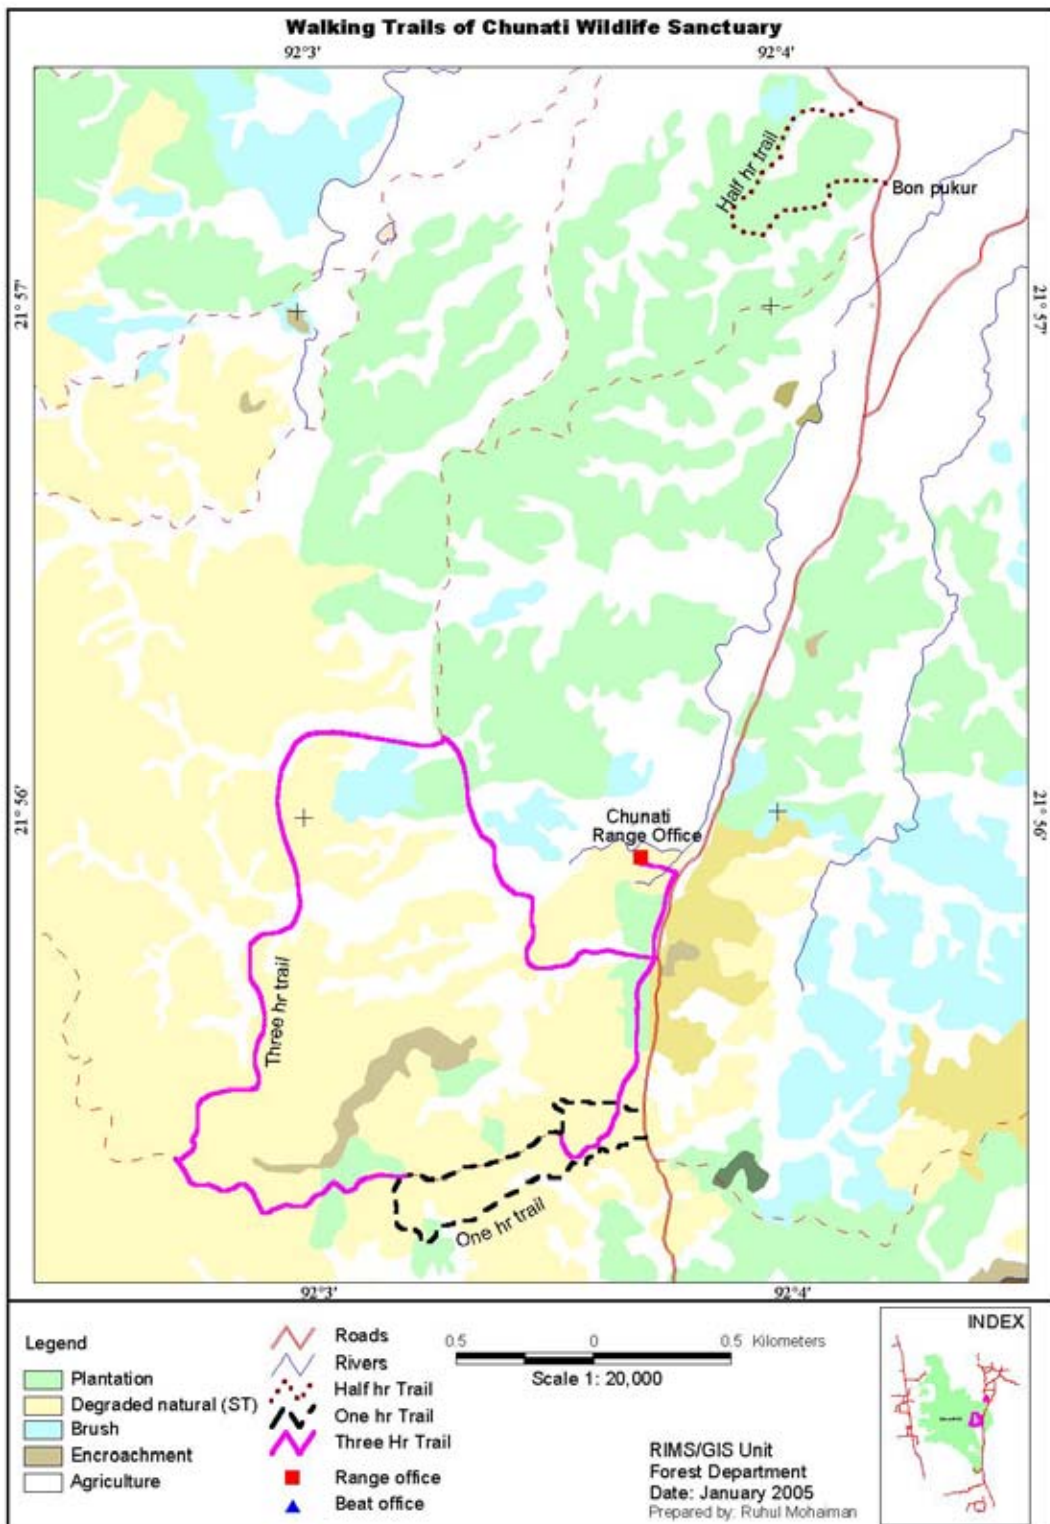 Walking Trails of Chunati Wildlife Sanctuary
92°3'
92°4'
Half hr trail
Bon pukur
21° 57'
21° 57'
21° 56'
21° 56'
Chunati
Range Office
Three hr trail
One hr trail
92°3'
92°4'
Legend
Plantation
Degraded natural (ST)
Brush
Encroachment
Agriculture
Roads
Rivers
Half hr Trail
One hr Trail
Three Hr Trail
Range office
Beat office
0.5 0 0.5 Kilometers
Scale 1: 20,000
RIMS/GIS Unit
Forest Department
Date: January 2005
Prepared by: Ruhul Mohaiman
INDEX